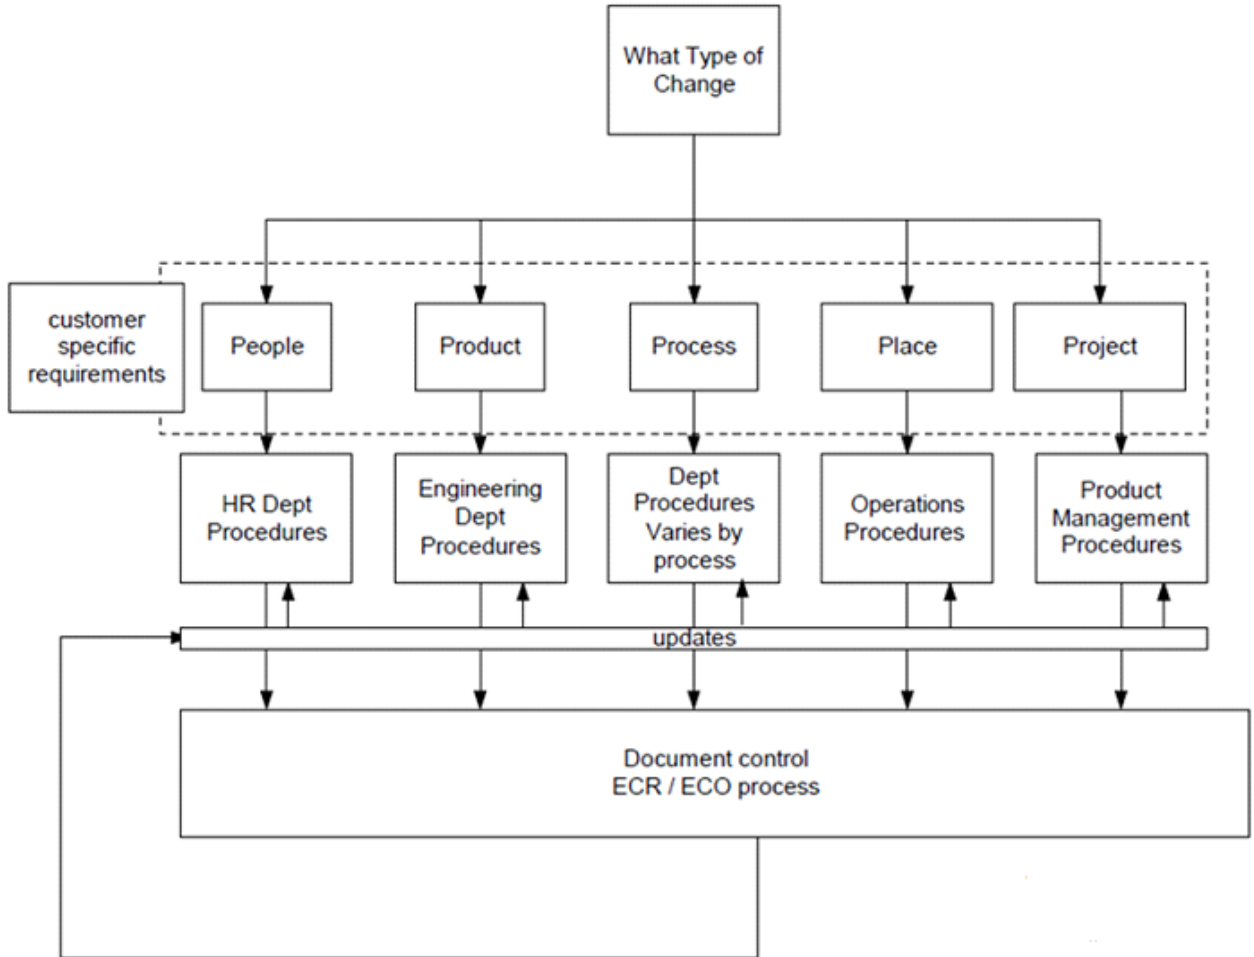 What Type of
Change
customer
specific
requirements
People
Product
Process
Place
Project
HR Dept
Procedures
Engineering
Dept
Procedures
Dept
Procedures
Varies by
process
Operations
Procedures
Product
Management
Procedures
updates
Document control
ECR / ECO process